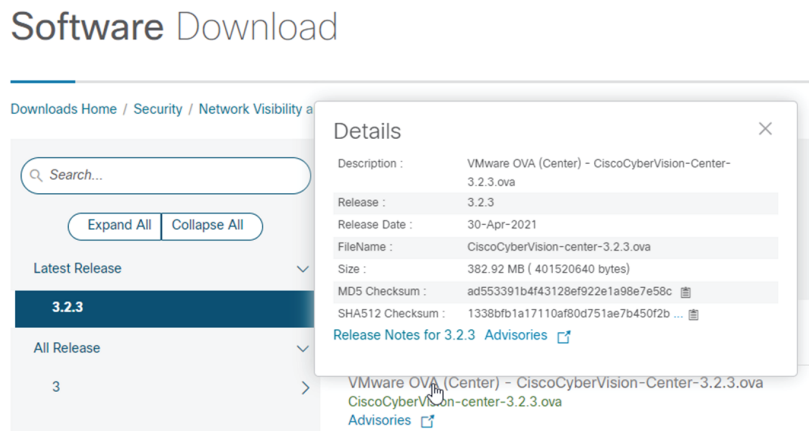 Software Download
Downloads Home / Security / Network Visibility a
Search...
Expand All
Collapse All
Latest Release
3.2.3
All Release
3
Details
Description :
VMware OVA (Center) - CiscoCyberVision-Center-
3.2.3.ova
Release :
3.2.3
Release Date :
30-Apr-2021
FileName :
CiscoCyberVision-center-3.2.3.ova
Size :
382.92 MB ( 401520640 bytes)
MD5 Checksum :
ad553391b4f43128ef922e1a98e7e58c
SHA512 Checksum :
1338bfb1a17110af80d751ae7b450f2b ...
Release Notes for 3.2.3 Advisories
VMware OVA (Center) - CiscoCyberVision-Center-3.2.3.ova
CiscoCyberVision-center-3.2.3.ova
Advisories